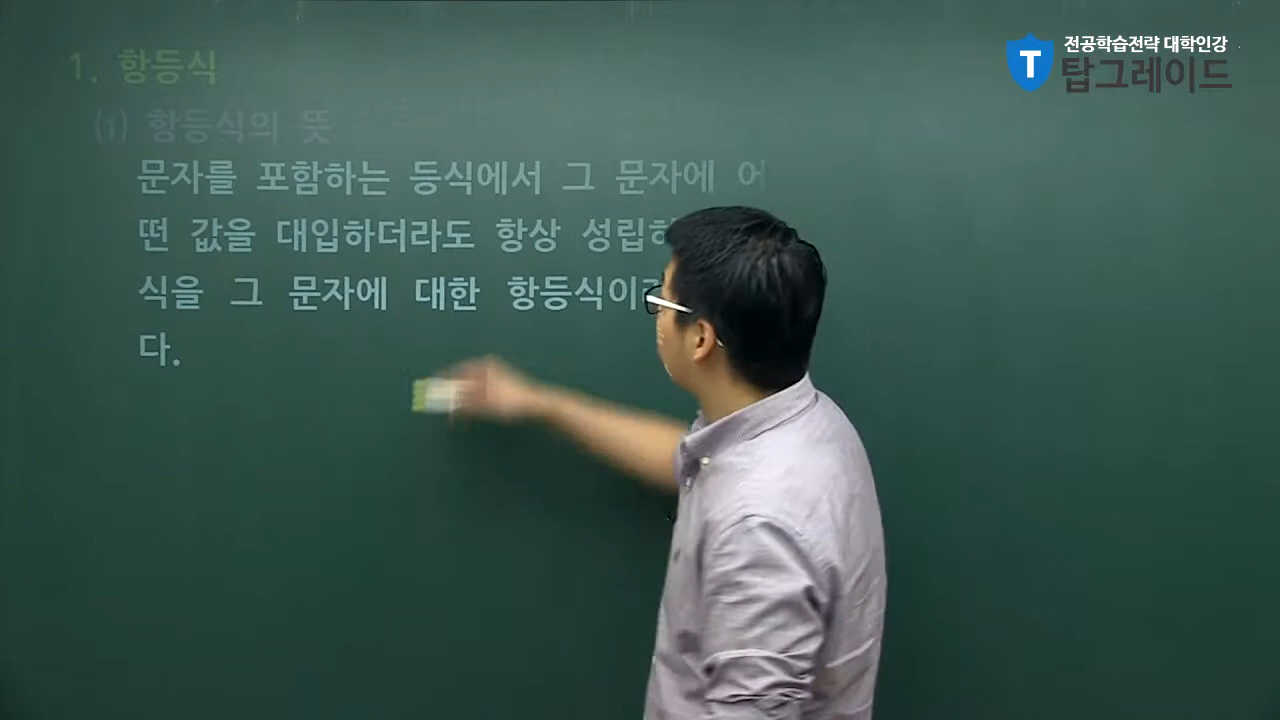 1. 항등식
(1) 항등식의 뜻
문자를 포함하는 등식에서 그 문자에 어
떤 값을 대입하더라도 항상 성립하
식을 그 문자에 대한 항등식이
다.
전공학습전략 대학인강
T 탑그레이드